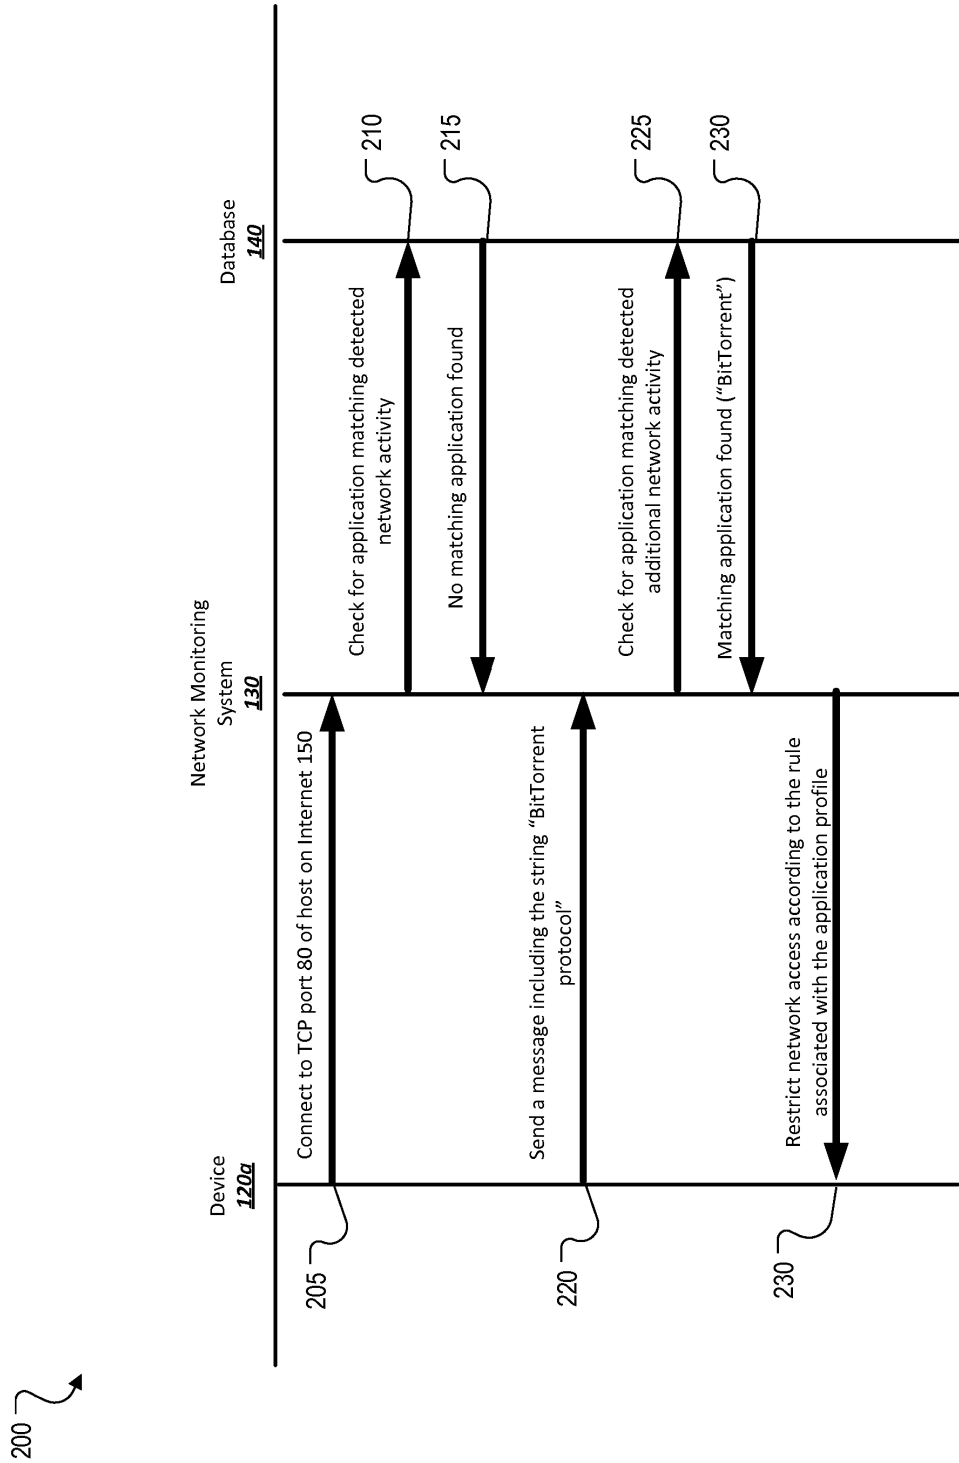 200
Device
120a
Network Monitoring
System
130
Database
140
205
Connect to TCP port 80 of host on Internet 150
Check for application matching detected
network activity
210
No matching application found
215
220
Send a message including the string “BitTorrent
protocol”
Check for application matching detected
additional network activity
225
Matching application found (“BitTorrent”)
230
230
Restrict network access according to the rule
associated with the application profile